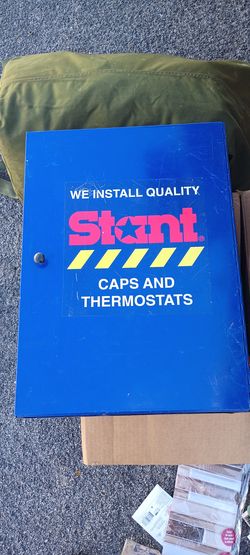 WE INSTALL QUALITY
Stant®
CAPS AND
THERMOSTATS